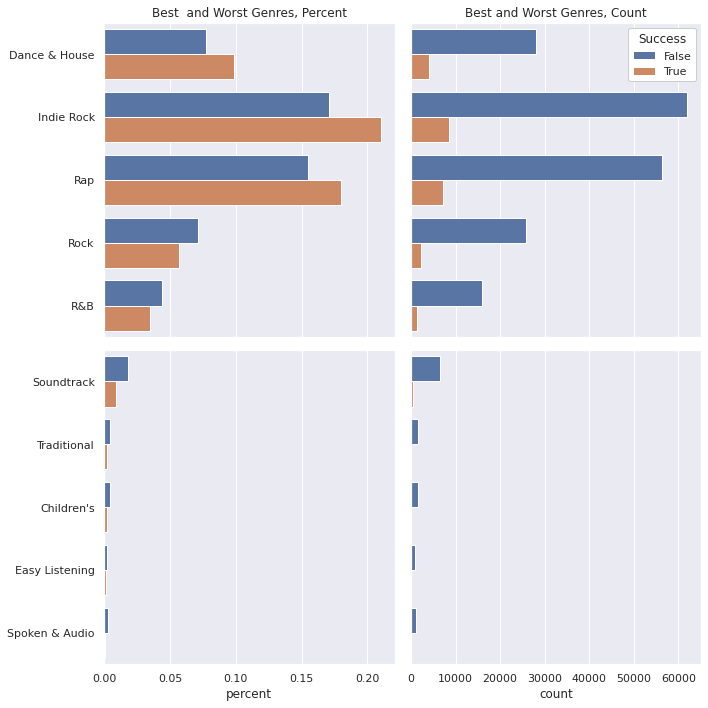 Best  and Worst Genres, Percent
Best and Worst Genres, Count
Success
False
True
Dance & House
Indie Rock
Rap
Rock
R&B
Soundtrack
Traditional
Children's
Easy Listening
Spoken & Audio
0.00 0.05 0.10 0.15 0.20
0 10000 20000 30000 40000 50000 60000
percent
count